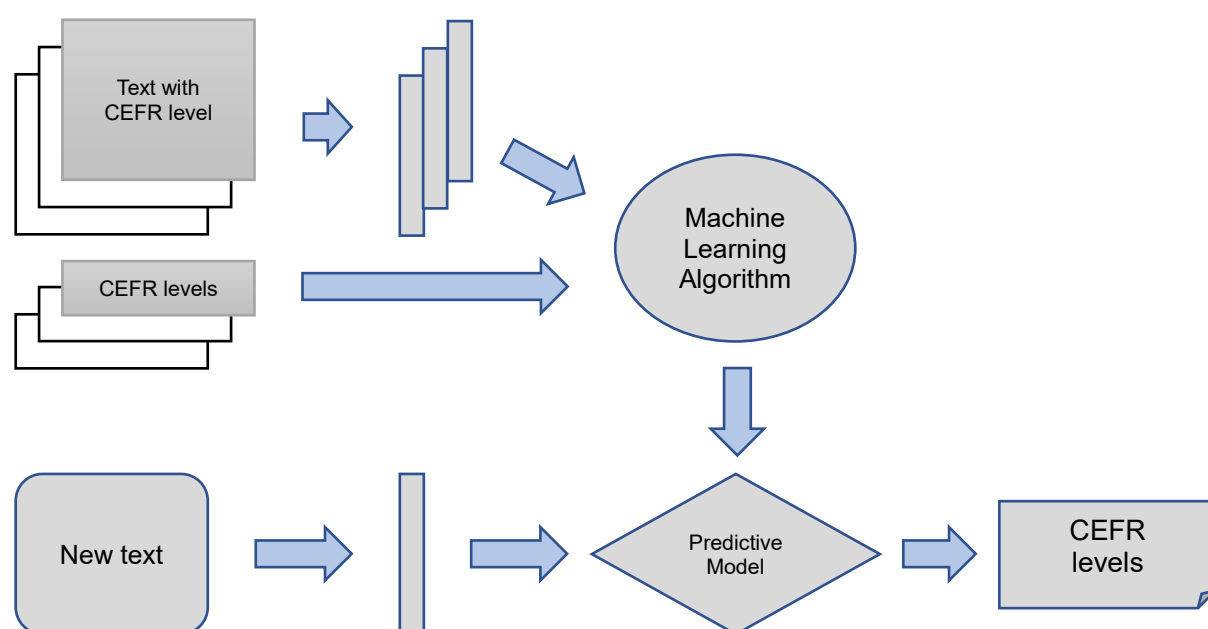 Text with
CEFR level
Machine
Learning
Algorithm
CEFR levels
New text
Predictive
Model
CEFR
levels